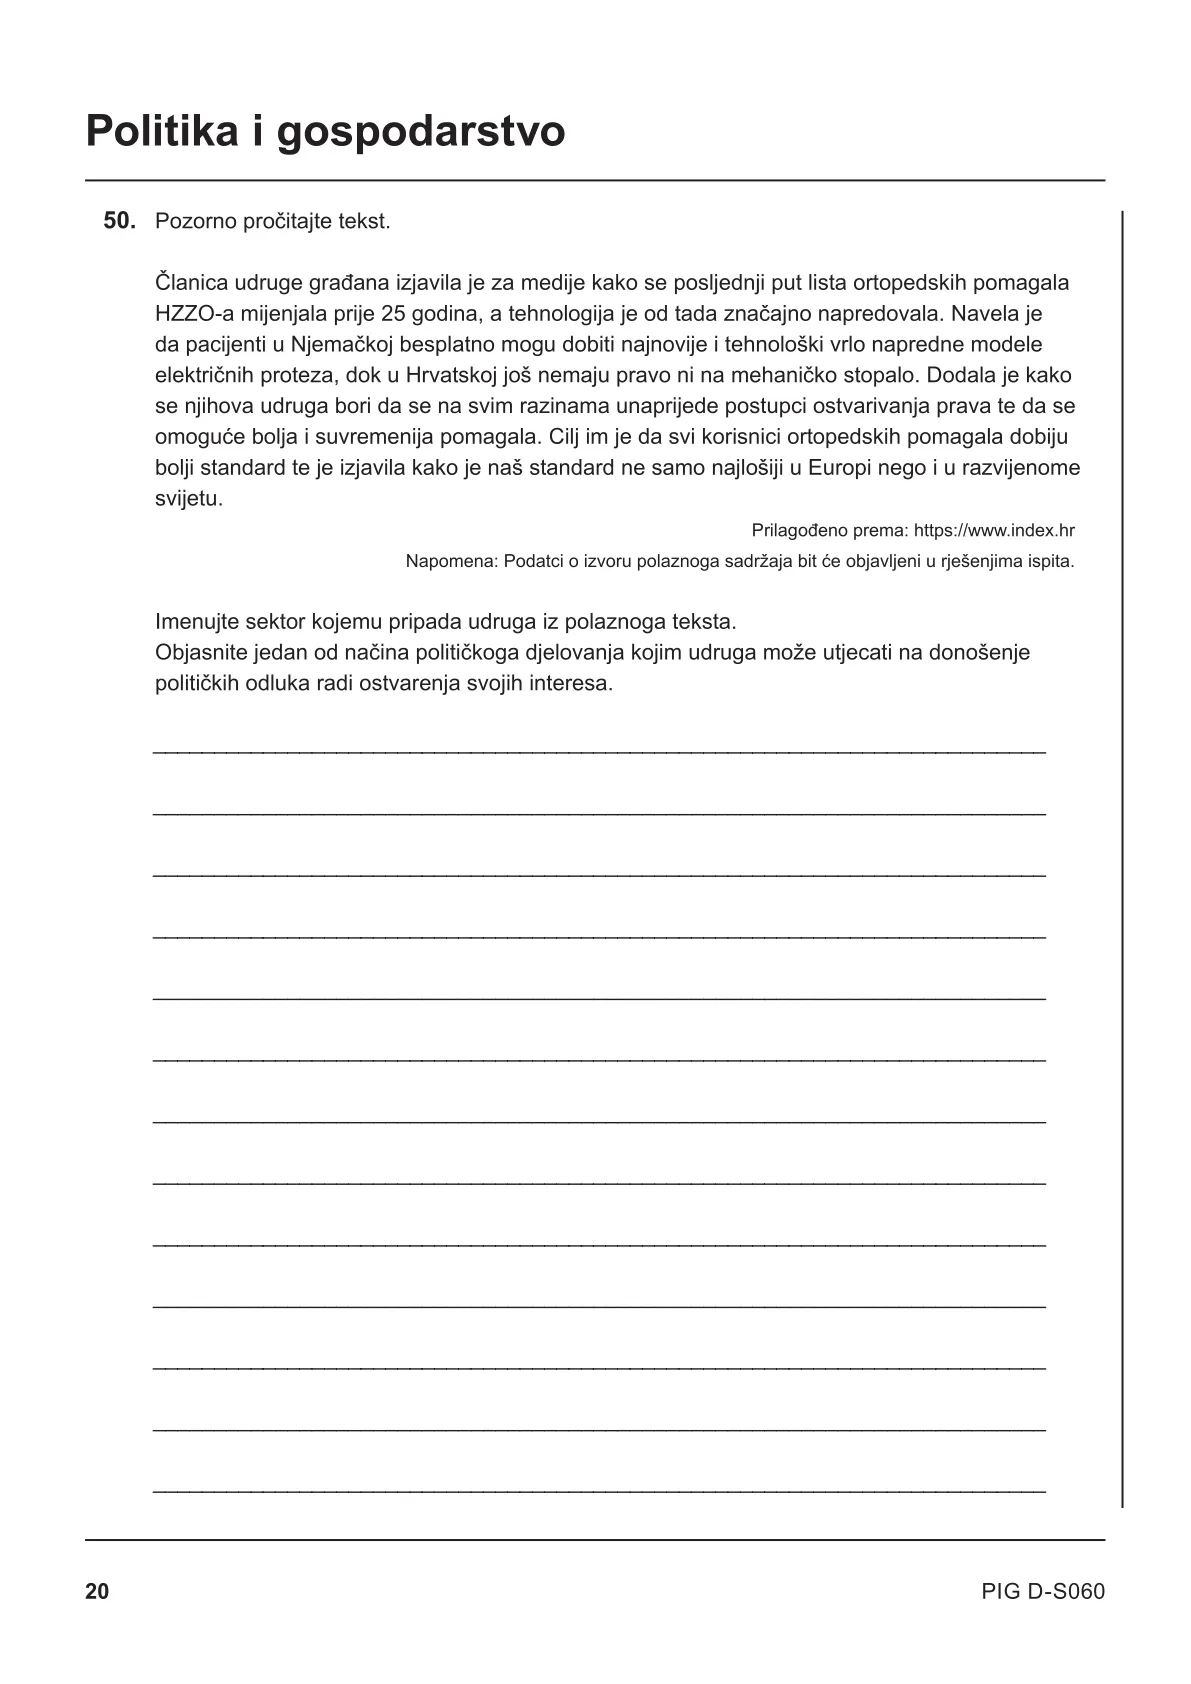 Politika i gospodarstvo
50. Pozorno pročitajte tekst.
Članica udruge građana izjavila je za medije kako se posljednji put lista ortopedskih pomagala
HZZO-a mijenjala prije 25 godina, a tehnologija je od tada značajno napredovala. Navela je
da pacijenti u Njemačkoj besplatno mogu dobiti najnovije i tehnološki vrlo napredne modele
električnih proteza, dok u Hrvatskoj još nemaju pravo ni na mehaničko stopalo. Dodala je kako
se njihova udruga bori da se na svim razinama unaprijede postupci ostvarivanja prava te da se
omoguće bolja i suvremenija pomagala. Cilj im je da svi korisnici ortopedskih pomagala dobiju
bolji standard te je izjavila kako je naš standard ne samo najlošiji u Europi nego i u razvijenome
svijetu.
Prilagođeno prema: https://www.index.hr
Napomena: Podatci o izvoru polaznoga sadržaja bit će objavljeni u rješenjima ispita.
Imenujte sektor kojemu pripada udruga iz polaznoga teksta.
Objasnite jedan od načina političkoga djelovanja kojim udruga može utjecati na donošenje
političkih odluka radi ostvarenja svojih interesa.
20
PIG D-S060